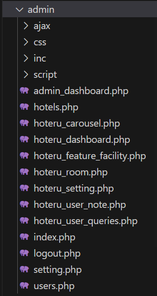 admin
ajax
css
inc
script
admin_dashboard.php
hotels.php
hoteru_carousel.php
hoteru_dashboard.php
hoteru_feature_facility.php
hoteru_room.php
hoteru_setting.php
hoteru_user_note.php
hoteru_user_queries.php
index.php
logout.php
setting.php
users.php